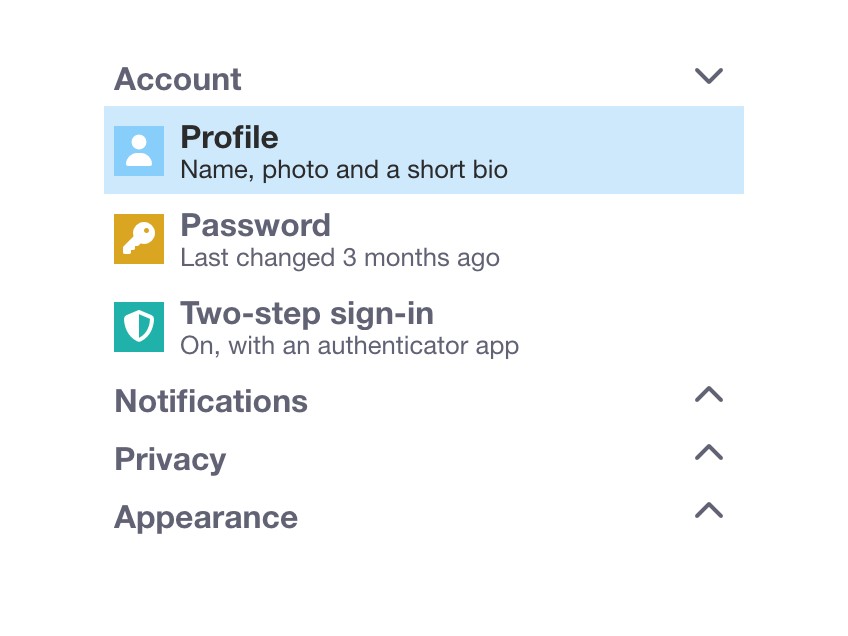 Account
Profile
Name, photo and a short bio
Password
Last changed 3 months ago
Two-step sign-in
On, with an authenticator app
Notifications
Privacy
Appearance